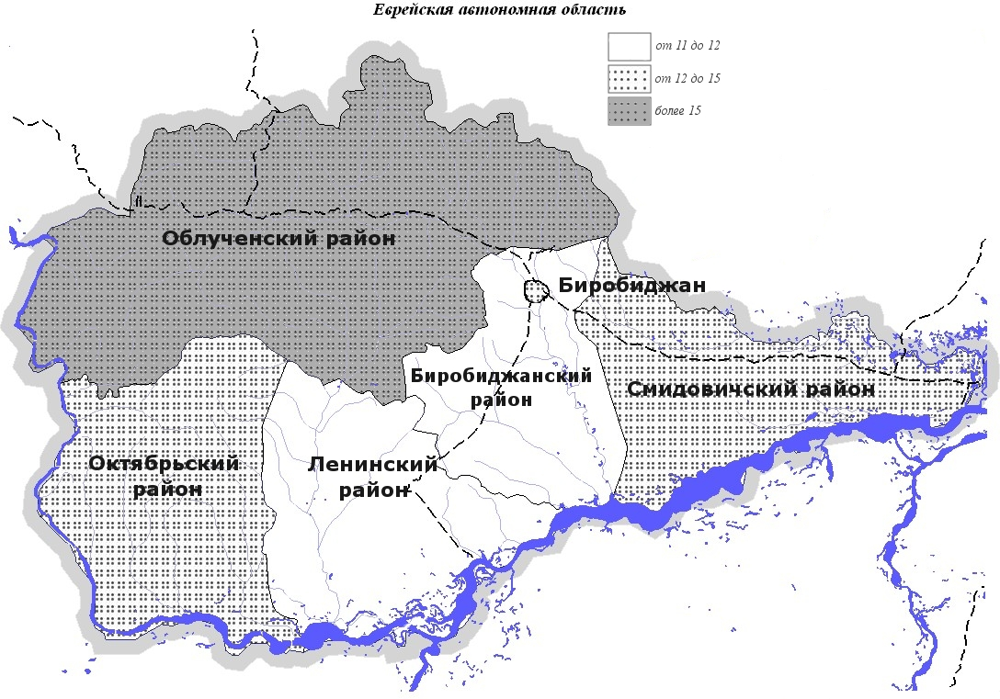 Еврейская автономная область
от 11 до 12
от 12 до 15
более 15
Облученский район
Биробиджан
Биробиджанский
район
Смидовичский район
Октябрьский
район
Ленинский
район